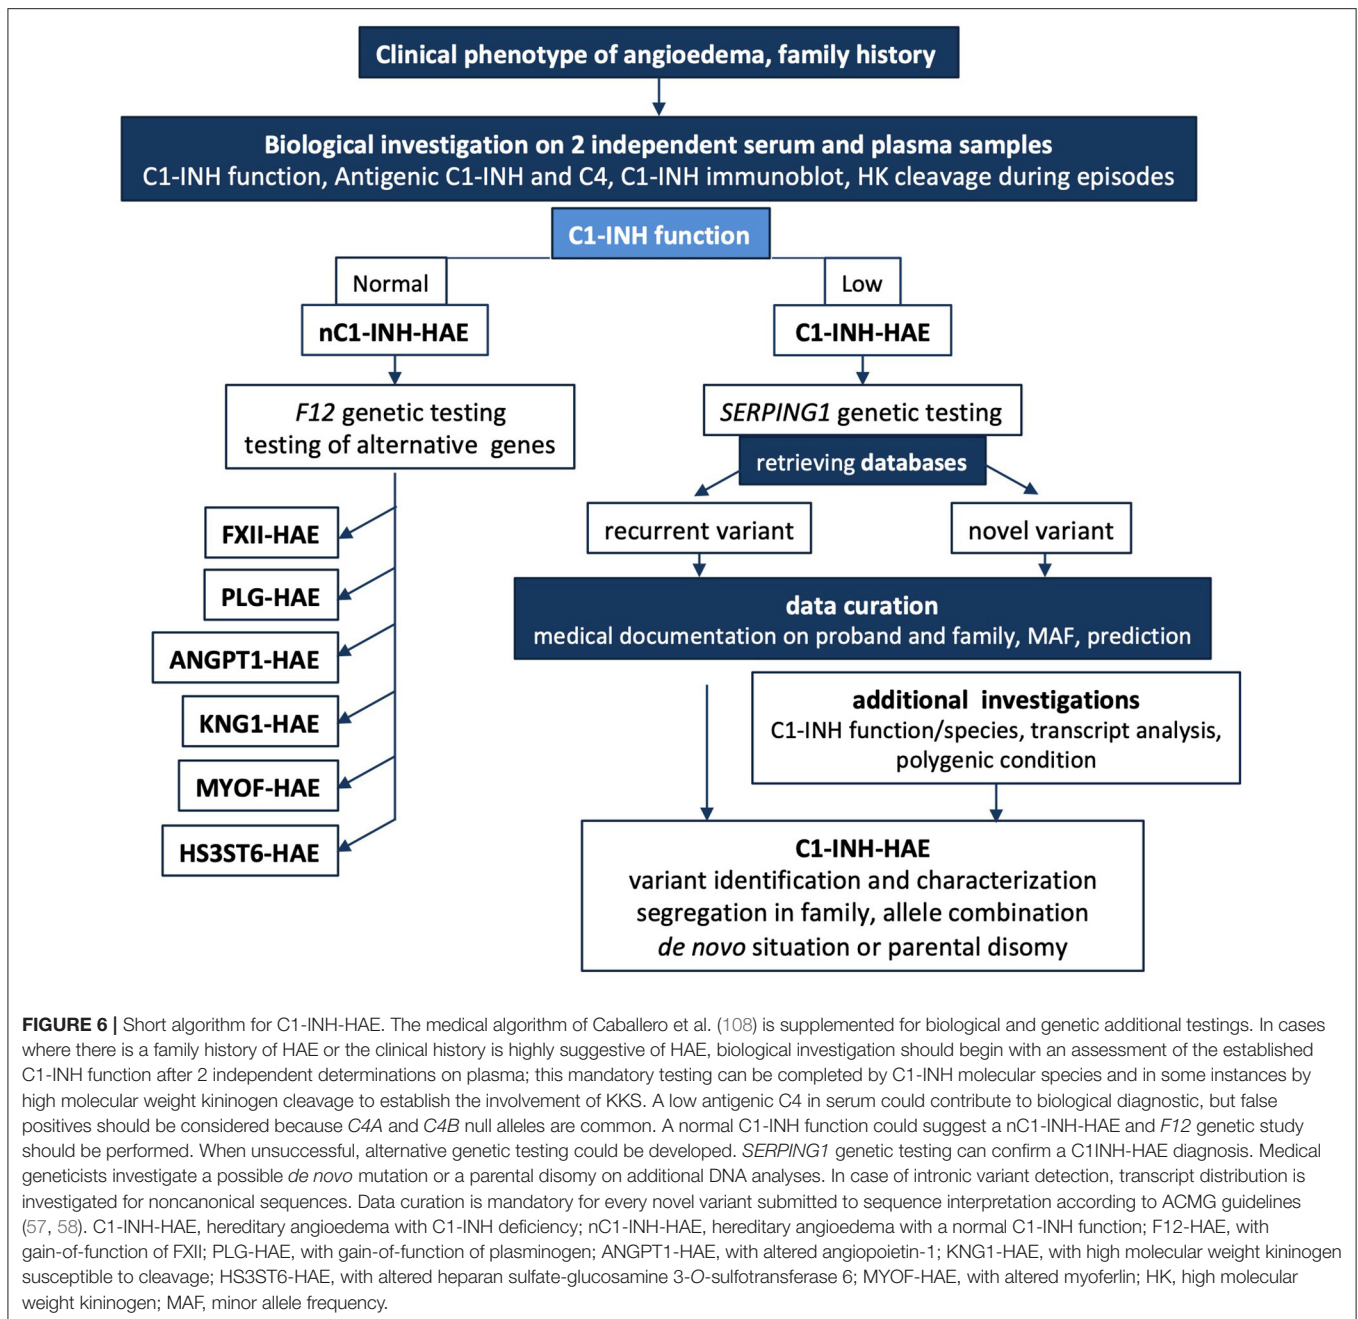 Clinical phenotype of angioedema, family history
Biological investigation on 2 independent serum and plasma samples
C1-INH function, Antigenic C1-INH and C4, C1-INH immunoblot, HK cleavage during episodes
C1-INH function
Normal
Low
nC1-INH-HAE
C1-INH-HAE
F12 genetic testing
testing of alternative genes
SERPING1 genetic testing
retrieving databases
recurrent variant
novel variant
FXII-HAE
PLG-HAE
ANGPT1-HAE
KNG1-HAE
MYOF-HAE
HS3ST6-HAE
data curation
medical documentation on proband and family, MAF, prediction
additional investigations
C1-INH function/species, transcript analysis,
polygenic condition
C1-INH-HAE
variant identification and characterization
segregation in family, allele combination
de novo situation or parental disomy
FIGURE 6 | Short algorithm for C1-INH-HAE. The medical algorithm of Caballero et al. (108) is supplemented for biological and genetic additional testings. In cases
where there is a family history of HAE or the clinical history is highly suggestive of HAE, biological investigation should begin with an assessment of the established
C1-INH function after 2 independent determinations on plasma; this mandatory testing can be completed by C1-INH molecular species and in some instances by
high molecular weight kininogen cleavage to establish the involvement of KKS. A low antigenic C4 in serum could contribute to biological diagnostic, but false
positives should be considered because C4A and C4B null alleles are common. A normal C1-INH function could suggest a nC1-INH-HAE and F12 genetic study
should be performed. When unsuccessful, alternative genetic testing could be developed. SERPING1 genetic testing can confirm a C1INH-HAE diagnosis. Medical
geneticists investigate a possible de novo mutation or a parental disomy on additional DNA analyses. In case of intronic variant detection, transcript distribution is
investigated for noncanonical sequences. Data curation is mandatory for every novel variant submitted to sequence interpretation according to ACMG guidelines
(57, 58). C1-INH-HAE, hereditary angioedema with C1-INH deficiency; nC1-INH-HAE, hereditary angioedema with a normal C1-INH function; F12-HAE, with
gain-of-function of FXII; PLG-HAE, with gain-of-function of plasminogen; ANGPT1-HAE, with altered angiopoietin-1; KNG1-HAE, with high molecular weight kininogen
susceptible to cleavage; HS3ST6-HAE, with altered heparan sulfate-glucosamine 3-O-sulfotransferase 6; MYOF-HAE, with altered myoferlin; HK, high molecular
weight kininogen; MAF, minor allele frequency.